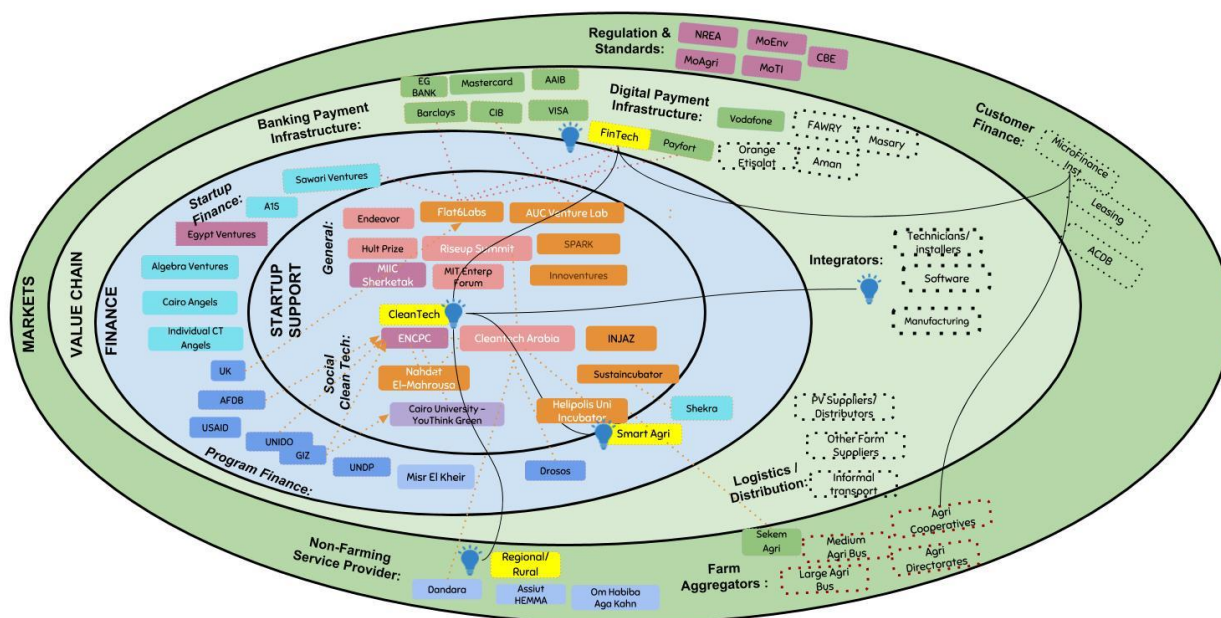 Regulation &
Standards:
NREA
MoEnv
CBE
MoAgri
MoTI
Banking Payment
Infrastructure:
EG
BANK
Mastercard
AAIB
Barclays
CIB
VISA
Digital Payment
Infrastructure:
Vodafone
FAWRY
Masary
FinTech
Payfort
Orange
Etisalat
Aman
Customer
Finance:
MicroFinance
Inst
Leasing
ACDB
MARKETS
VALUE CHAIN
FINANCE
STARTUP
SUPPORT
Startup
Finance:
Sawari Ventures
A15
Egypt Ventures
Algebra Ventures
Cairo Angels
Individual CT
Angels
General:
Endeavor
Flat6Labs
AUC Venture Lab
Hult Prize
Riseup Summit
SPARK
MIIC
Sherketak
MIT Enterp
Forum
Innoventures
CleanTech
Social
Clean Tech:
ENCPC
Cleantech Arabia
INJAZ
Nahdet
El-Mahrousa
Sustaincubator
Cairo University -
YouThink Green
Helipolis Uni
Incubator
Shekra
Smart Agri
UK
AFDB
USAID
UNIDO
GIZ
UNDP
Program Finance:
Misr El Kheir
Drosos
Integrators:
Technicians/
installers
Software
Manufacturing
Logistics /
Distribution:
PV Suppliers/
Distributors
Other Farm
Suppliers
Informal
transport
Non-Farming
Service Provider:
Regional/
Rural
Dandara
Assiut
HEMMA
Om Habiba
Aga Kahn
Farm
Aggregators :
Sekem
Agri
Medium
Agri Bus
Agri
Cooperatives
Large Agri
Bus
Agri
Directorates